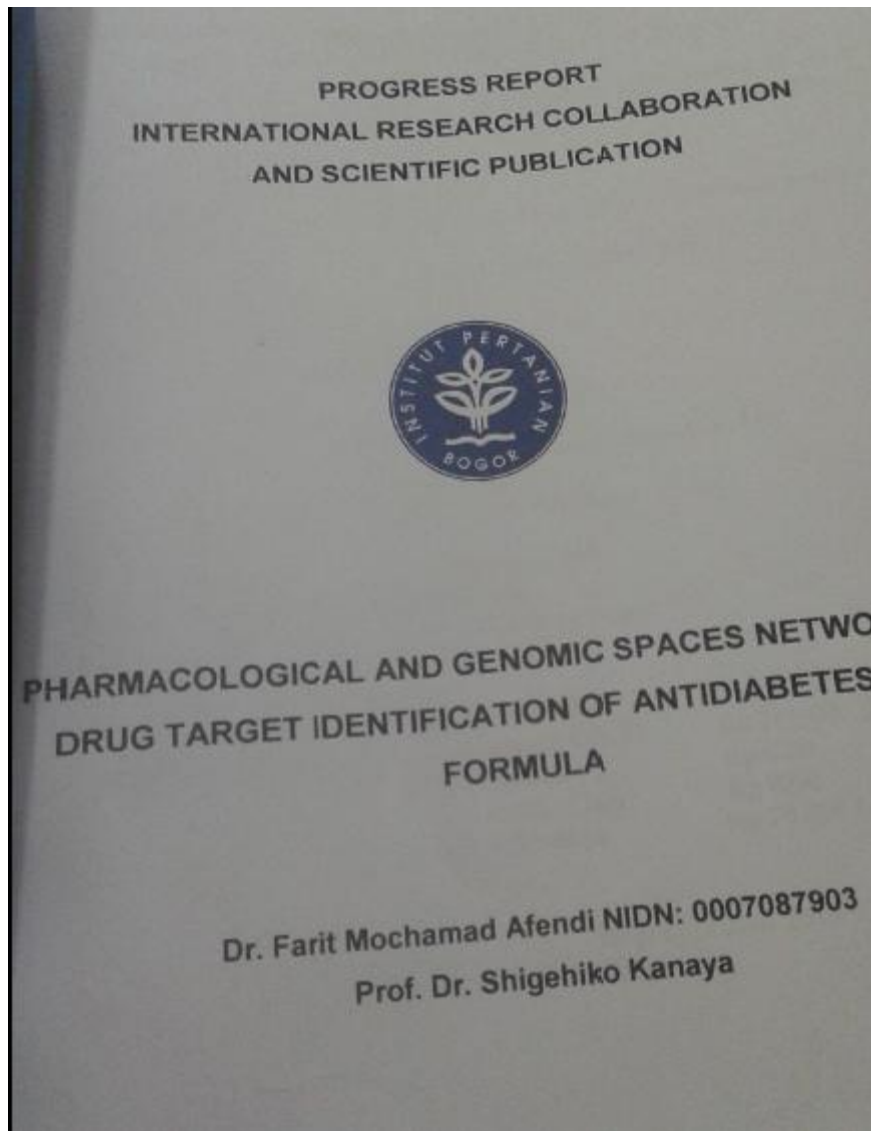 PROGRESS REPORT
INTERNATIONAL RESEARCH COLLABORATION
AND SCIENTIFIC PUBLICATION
INSTITUT PERTANIAN
BOGOR
PHARMACOLOGICAL AND GENOMIC SPACES NETWO
DRUG TARGET IDENTIFICATION OF ANTIDIABETES
FORMULA
Dr. Farit Mochamad Afendi NIDN: 0007087903
Prof. Dr. Shigehiko Kanaya